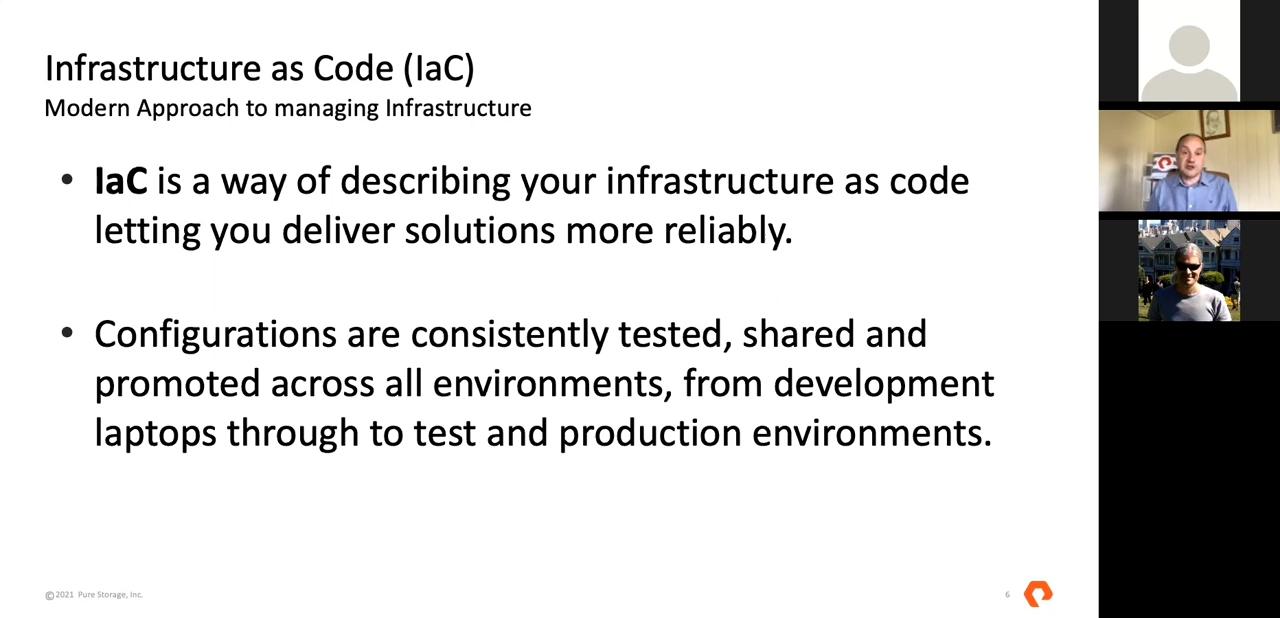 Infrastructure as Code (IaC)
Modern Approach to managing Infrastructure
• IaC is a way of describing your infrastructure as code
letting you deliver solutions more reliably.
• Configurations are consistently tested, shared and
promoted across all environments, from development
laptops through to test and production environments.
©2021 Pure Storage, Inc.
6